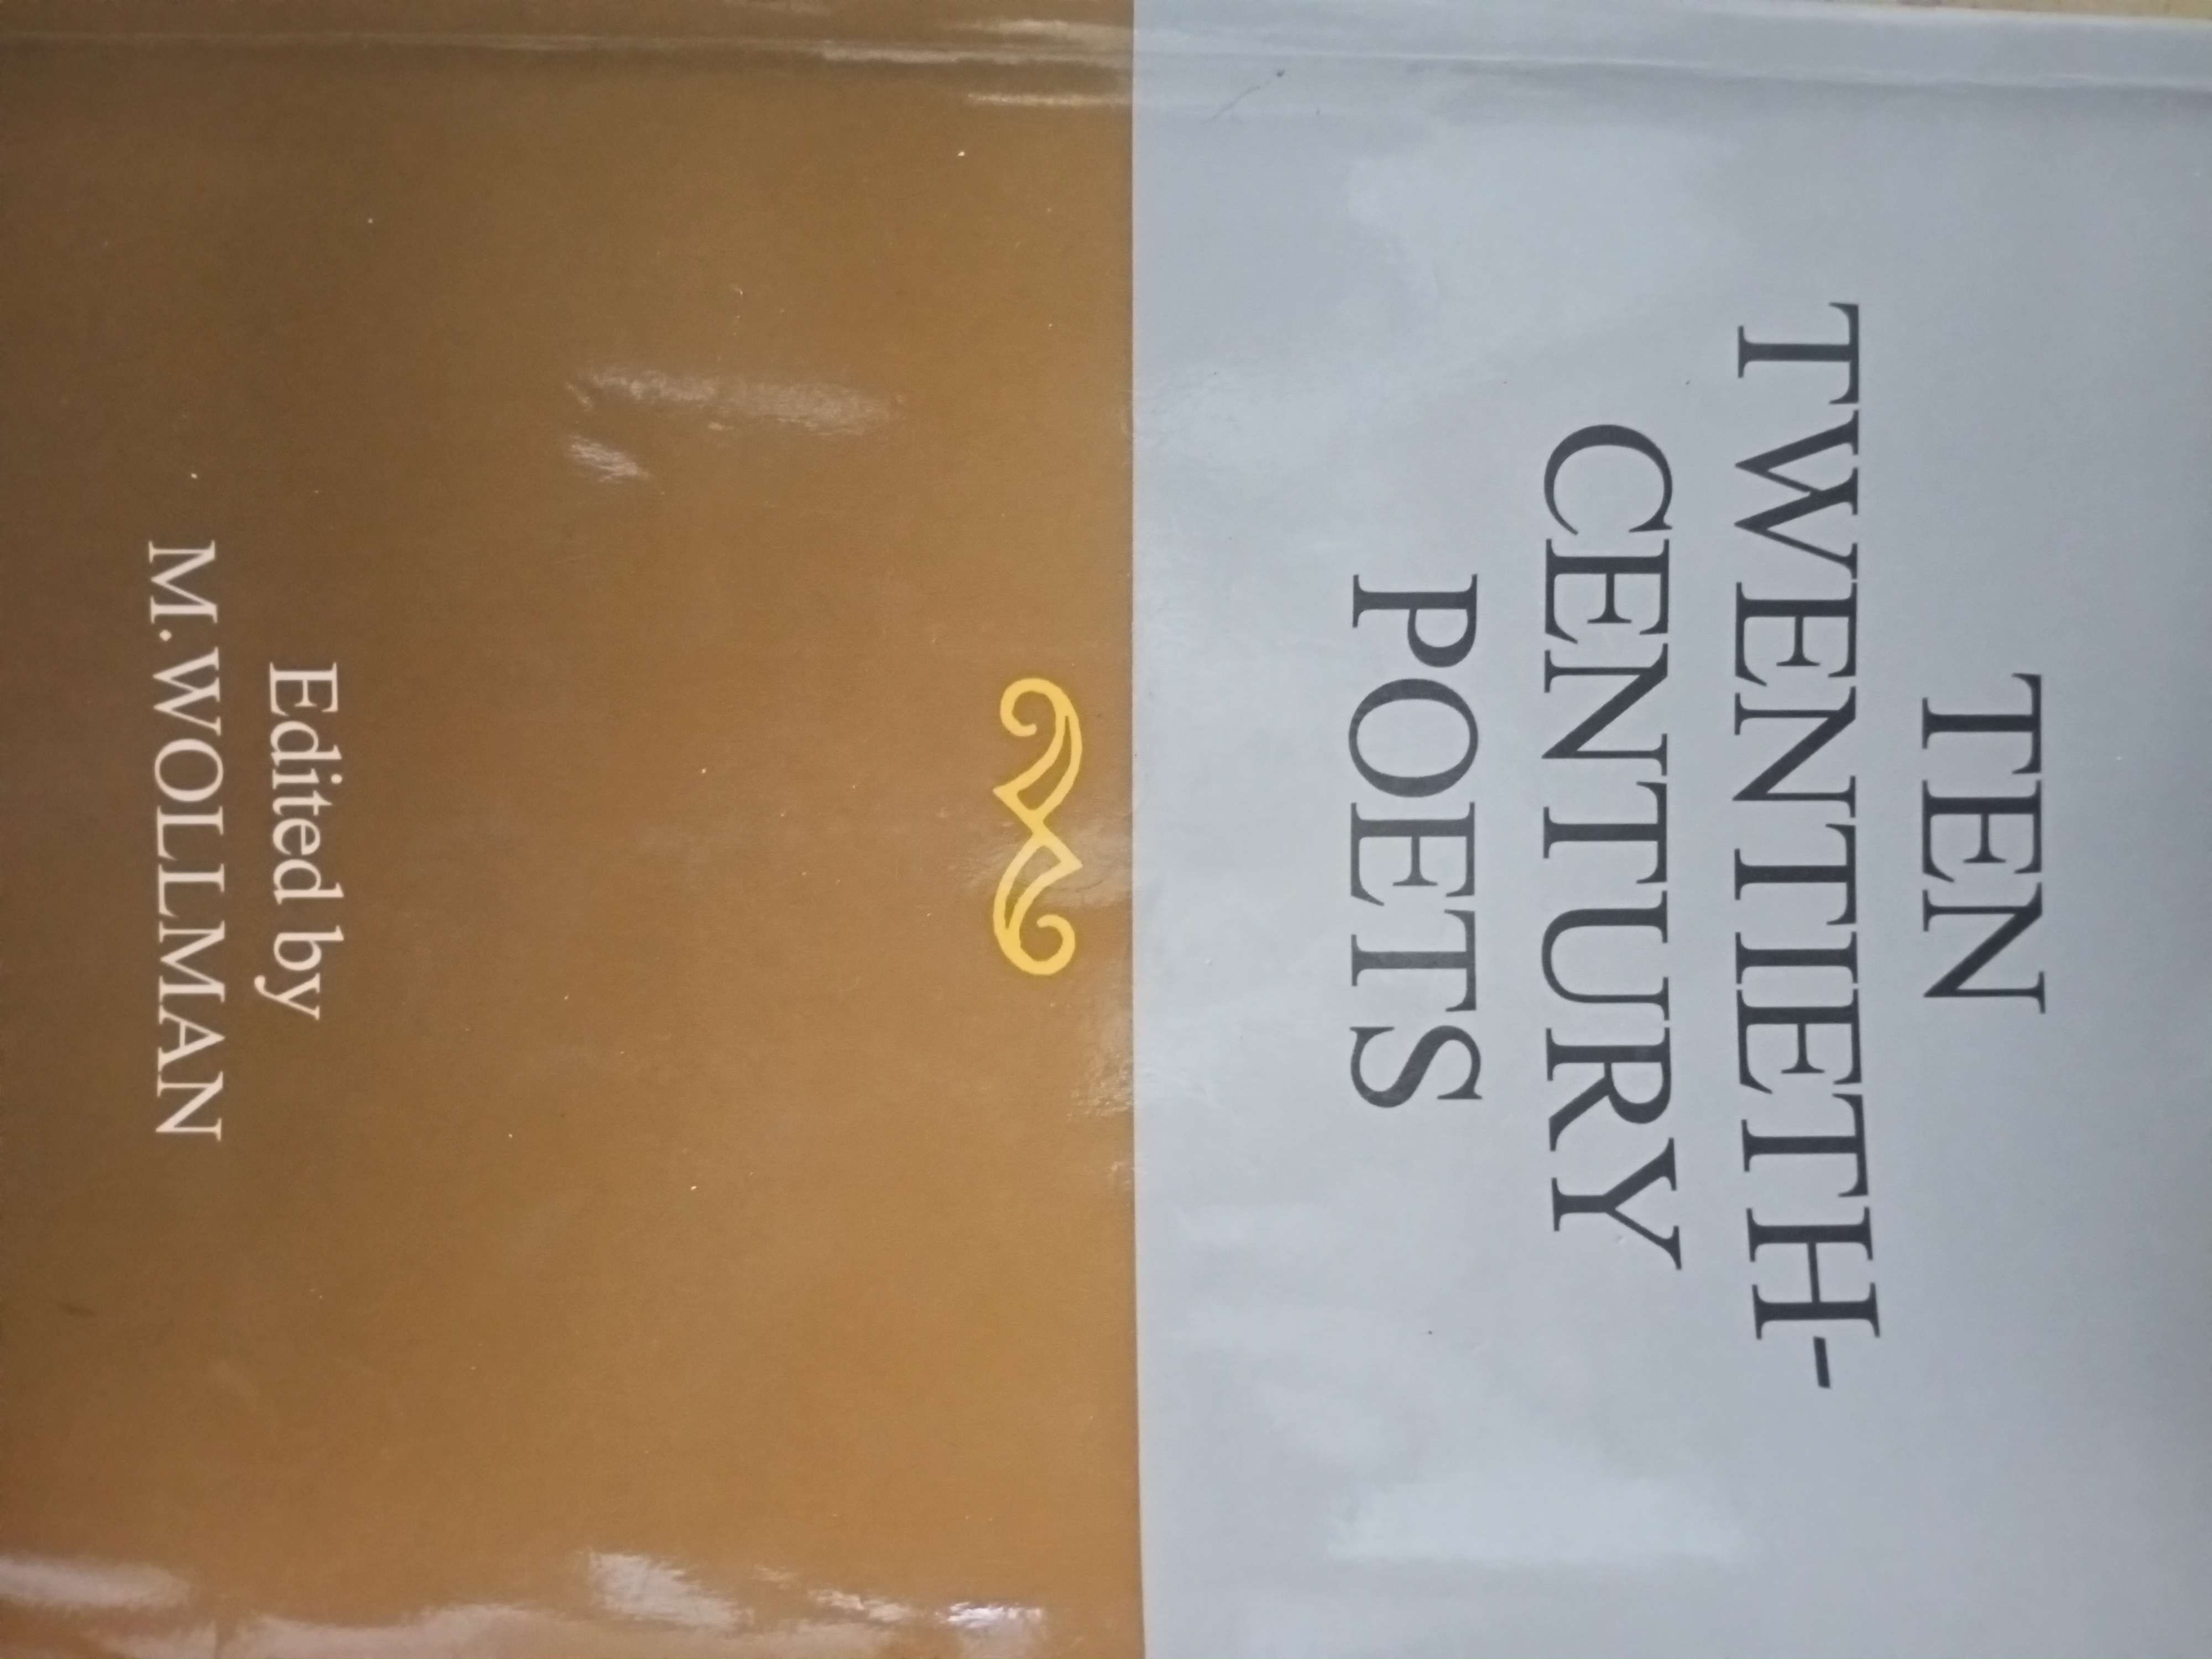 TEN
TWENTIETH-
CENTURY
POETS
Edited by
M. WOLLMAN